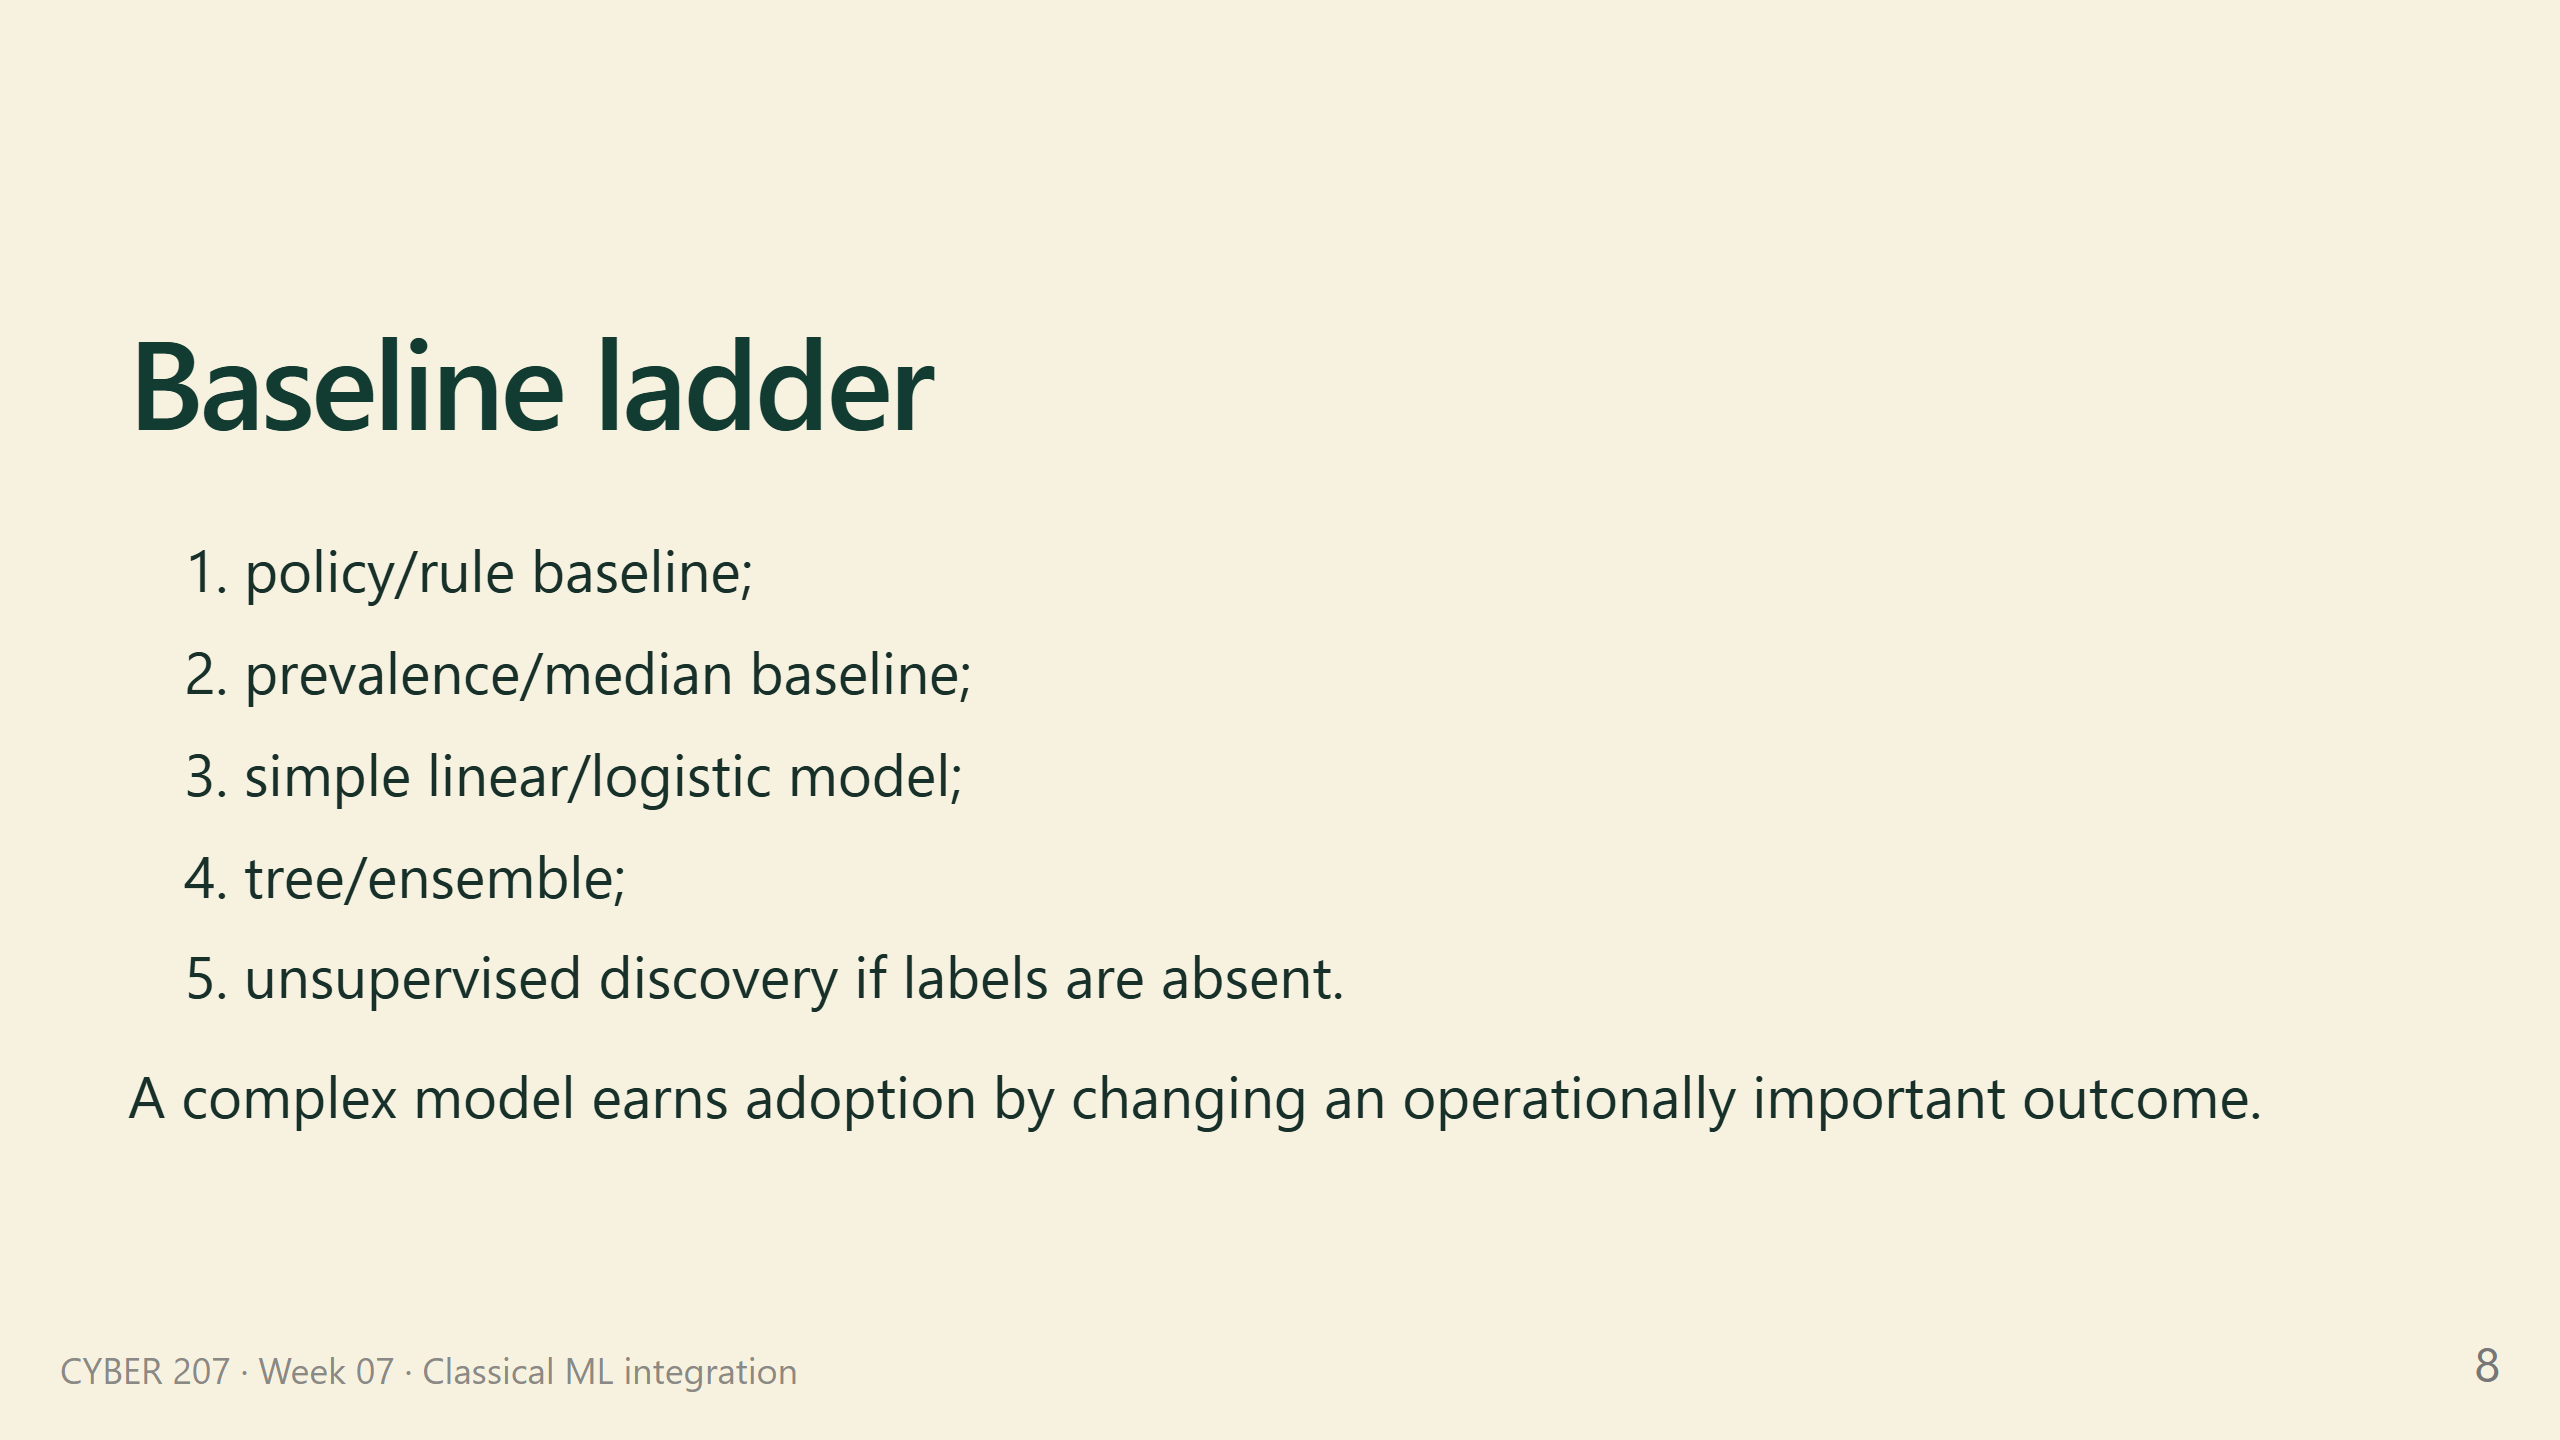 Baseline ladder
1. policy/rule baseline;
2. prevalence/median baseline;
3. simple linear/logistic model;
4. tree/ensemble;
5. unsupervised discovery if labels are absent.
A complex model earns adoption by changing an operationally important outcome.
CYBER 207 · Week 07 · Classical ML integration
8